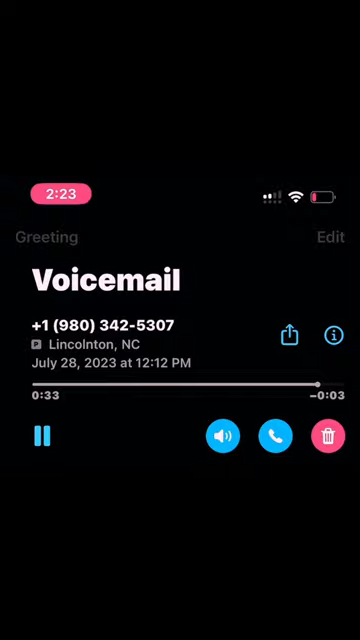 2:23
Greeting Edit
Voicemail
+1 (980) 342-5307
P Lincolnton, NC
July 28, 2023 at 12:12 PM
0:33 −0:03